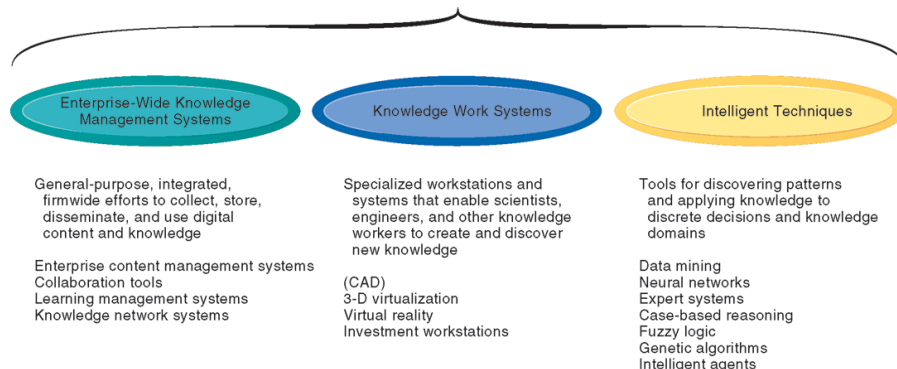 Enterprise-Wide Knowledge
Management Systems
Knowledge Work Systems
Intelligent Techniques
General-purpose, integrated,
firmwide efforts to collect, store,
disseminate, and use digital
content and knowledge
Enterprise content management systems
Collaboration tools
Learning management systems
Knowledge network systems
Specialized workstations and
systems that enable scientists,
engineers, and other knowledge
workers to create and discover
new knowledge
(CAD)
3-D virtualization
Virtual reality
Investment workstations
Tools for discovering patterns
and applying knowledge to
discrete decisions and knowledge
domains
Data mining
Neural networks
Expert systems
Case-based reasoning
Fuzzy logic
Genetic algorithms
Intelligent agents